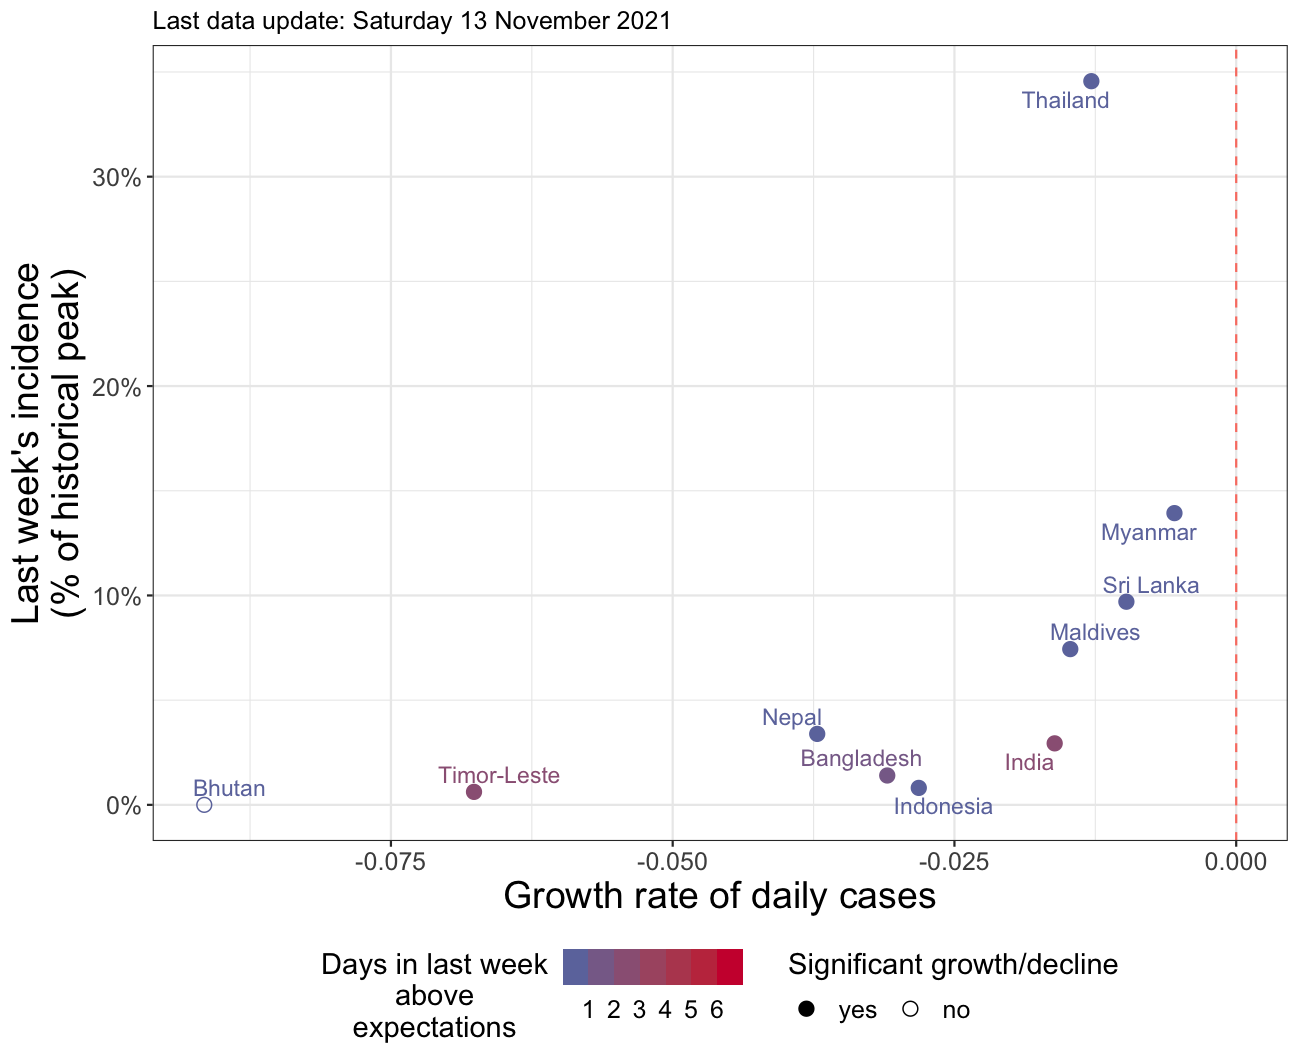 Last data update: Saturday 13 November 2021
Last week's incidence
(% of historical peak)
30%
20%
10%
0%
Thailand
Myanmar
Sri Lanka
Maldives
Nepal
Bangladesh
India
Timor-Leste
Bhutan
Indonesia
-0.075 -0.050 -0.025 0.000
Growth rate of daily cases
Days in last week
above
expectations
1 2 3 4 5 6
Significant growth/decline
yes no